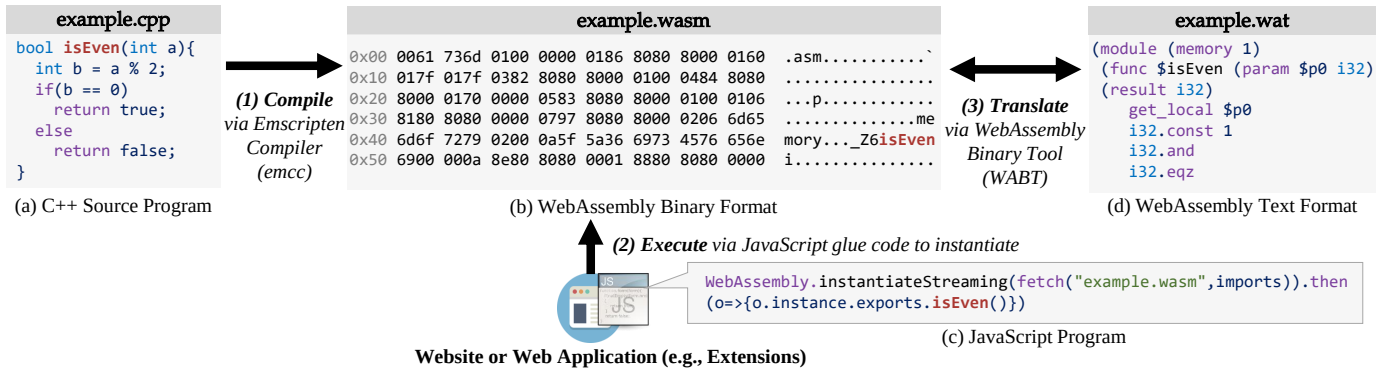 example.cpp
bool isEven(int a){
int b = a % 2;
if(b == 0)
return true;
else
return false;
}
(a) C++ Source Program
(1) Compile
via Emscripten
Compiler
(emcc)
example.wasm
0x00 0061 736d 0100 0000 0186 8080 8000 0160 .asm...........`
0x10 017f 017f 0382 8080 8000 0100 0484 8080 ................
0x20 8000 0170 0000 0583 8080 8000 0100 0106 ...p............
0x30 8180 8080 0000 0797 8080 8000 0206 6d65 ..............me
0x40 6d6f 7279 0200 0a5f 5a36 6973 4576 656e mory..._Z6isEven
0x50 6900 000a 8e80 8080 0001 8880 8080 0000 i...............
(b) WebAssembly Binary Format
(3) Translate
via WebAssembly
Binary Tool
(WABT)
example.wat
(module (memory 1)
(func $isEven (param $p0 i32)
(result i32)
get_local $p0
i32.const 1
i32.and
i32.eqz
(d) WebAssembly Text Format
(2) Execute via JavaScript glue code to instantiate
JS
JS
WebAssembly.instantiateStreaming(fetch("example.wasm",imports)).then
(o=>{o.instance.exports.isEven()})
(c) JavaScript Program
Website or Web Application (e.g., Extensions)